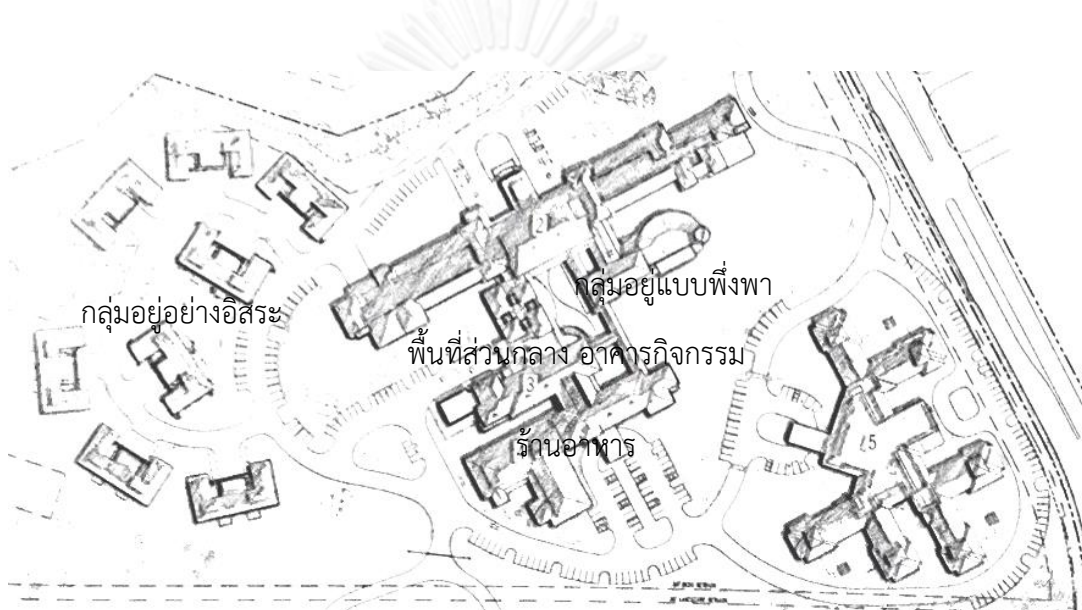 2
กลุ่มอยู่แบบพึ่งพา
กลุ่มอยู่อย่างอิสระ
พื้นที่ส่วนกลาง อาคารกิจกรรม
3
ร้านอาหาร